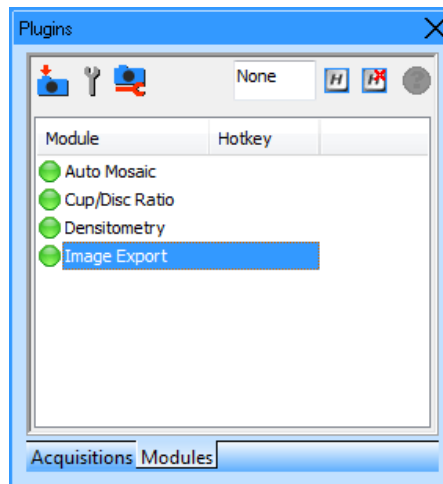 Plugins
None
H
H
Module Hotkey
Auto Mosaic
Cup/Disc Ratio
Densitometry
Image Export
Acquisitions Modules